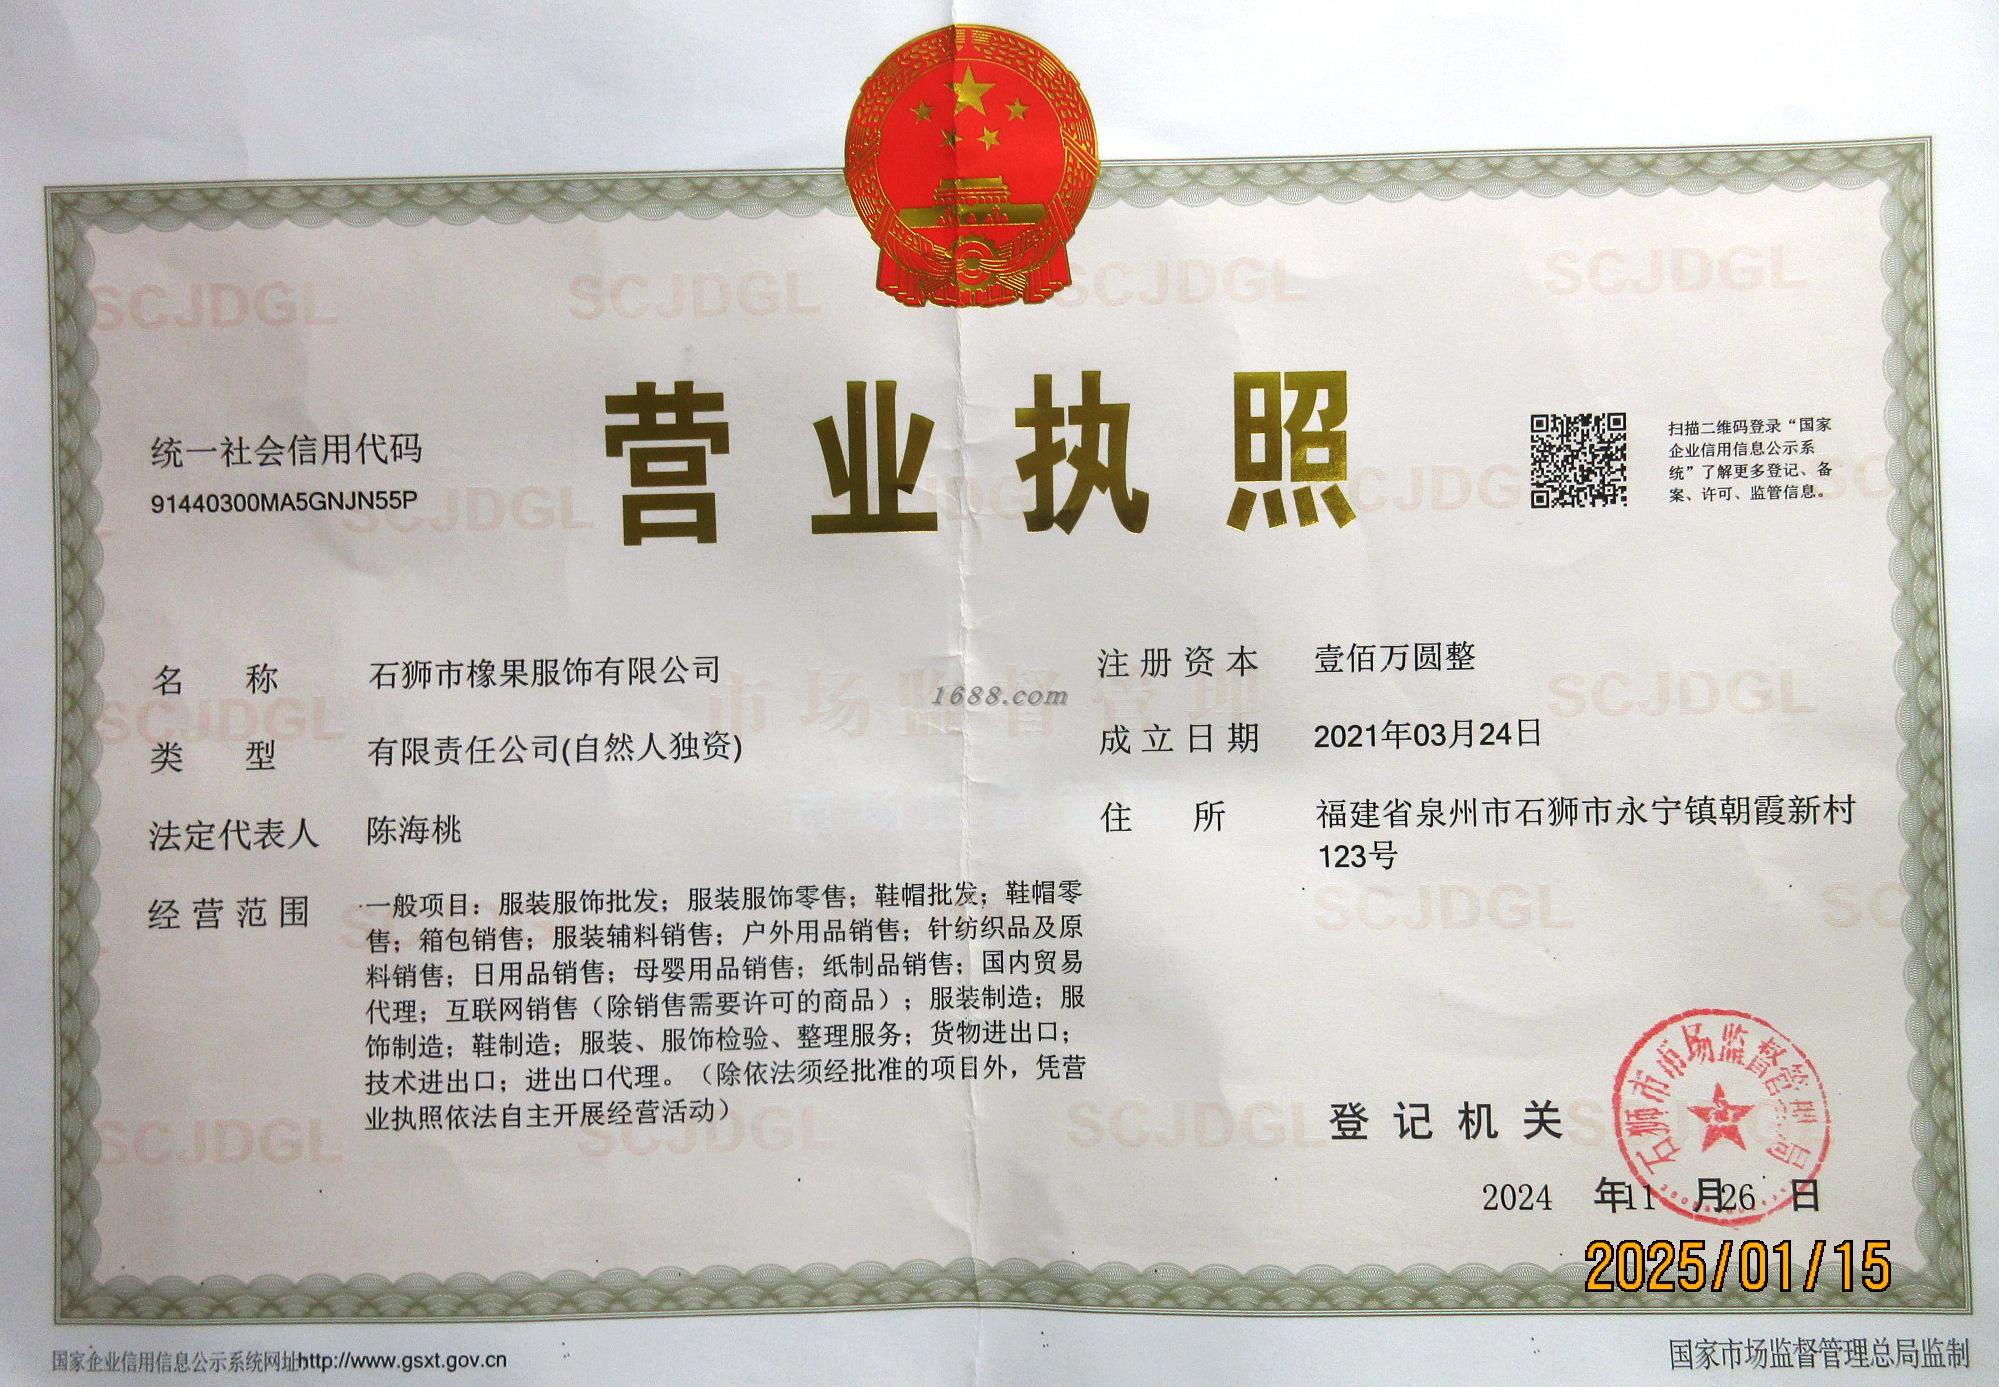 SCJDGL SCJDGL SCJDGL SCJDGL
营业执照
统一社会信用代码
91440300MA5GNJN55P
扫描二维码登录“国家
企业信用信息公示系
统”了解更多登记、备
案、许可、监管信息。
名称 石狮市橡果服饰有限公司
类型 有限责任公司(自然人独资)
法定代表人 陈海桃
经营范围 一般项目：服装服饰批发；服装服饰零售；鞋帽批发；鞋帽零
售；箱包销售；服装辅料销售；户外用品销售；针纺织品及原
料销售；日用品销售；母婴用品销售；纸制品销售；国内贸易
代理；互联网销售（除销售需要许可的商品）；服装制造；服
饰制造；鞋制造；服装、服饰检验、整理服务；货物进出口；
技术进出口；进出口代理。（除依法须经批准的项目外，凭营
业执照依法自主开展经营活动）
注册资本 壹佰万圆整
成立日期 2021年03月24日
住所 福建省泉州市石狮市永宁镇朝霞新村
123号
市场监督管理
1688.com
登记机关
石狮市市场监督管理局
2024 年11 月26 日
2025/01/15
国家企业信用信息公示系统网址http://www.gsxt.gov.cn
国家市场监督管理总局监制